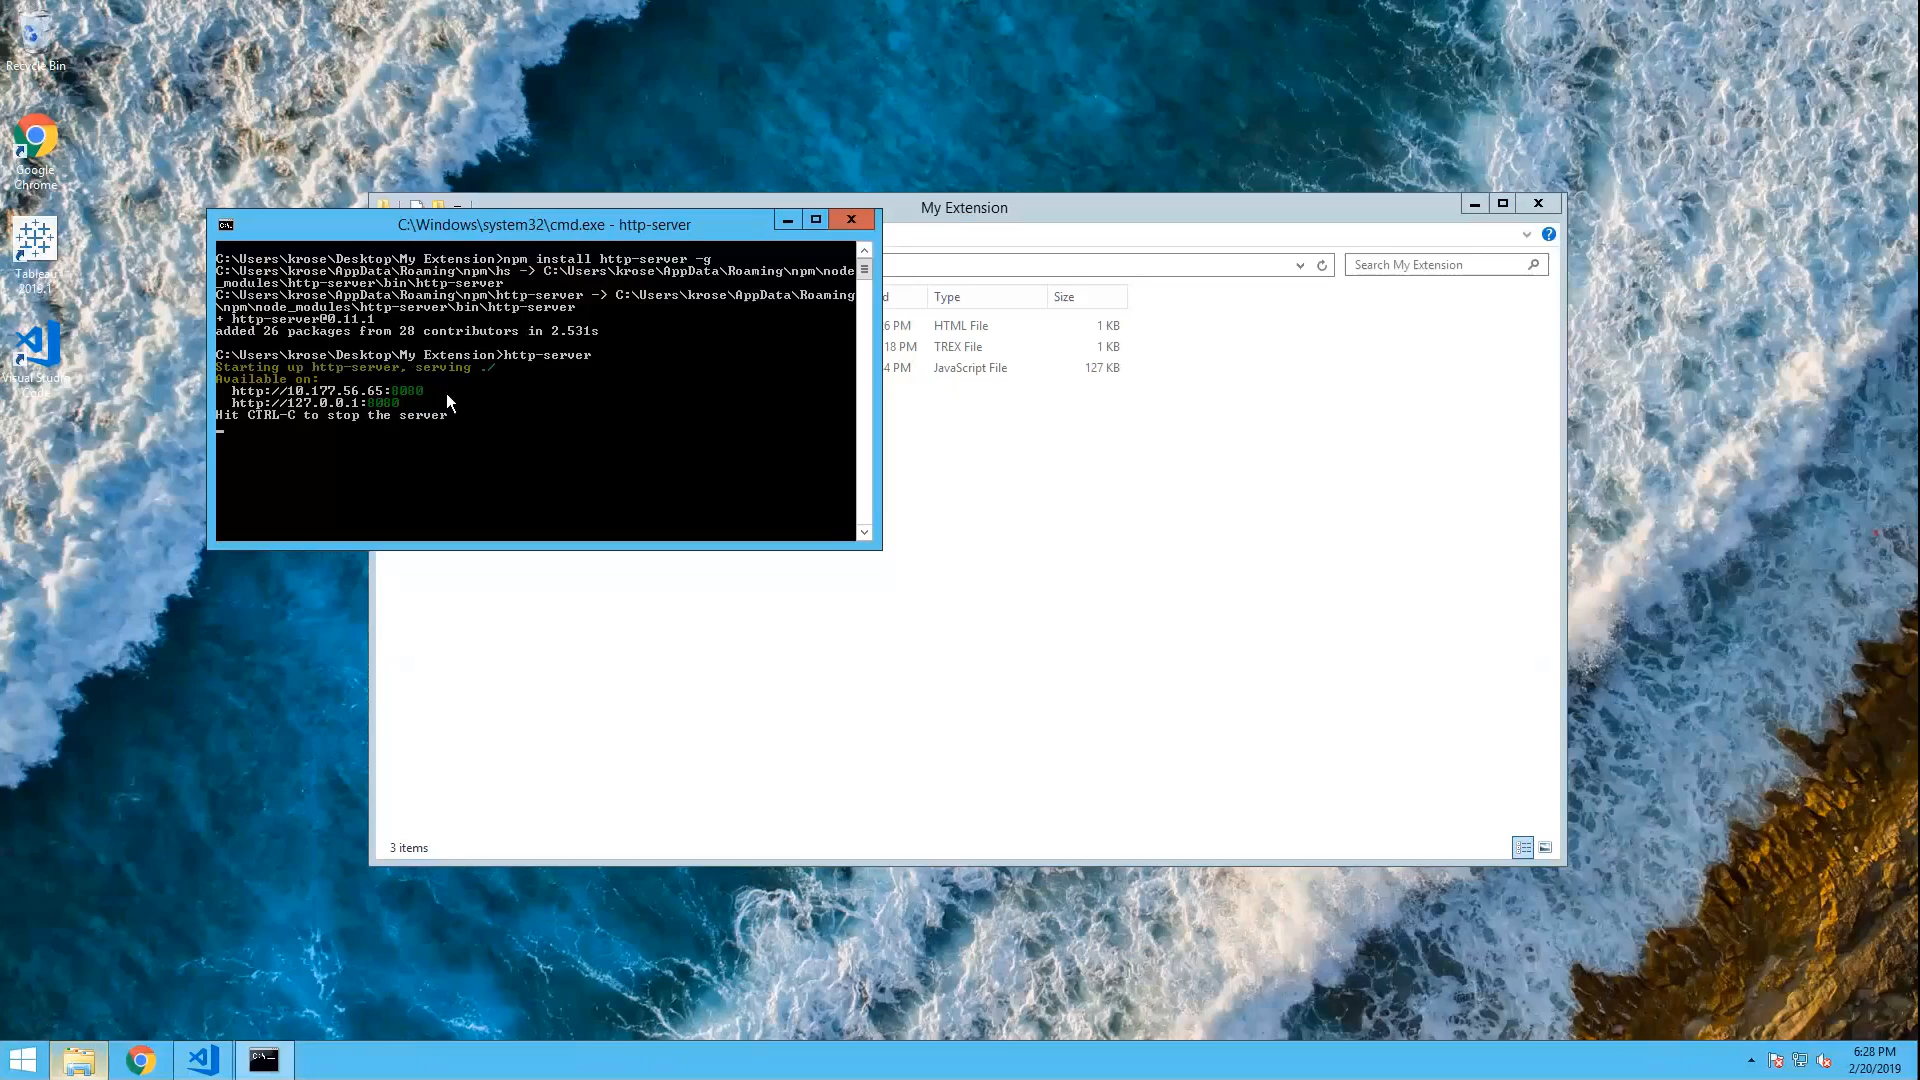 Recycle Bin
Google
Chrome
Tableau
2019.1
Visual Studio
Code
My Extension
C:\Windows\system32\cmd.exe - http-server
C:\Users\krose\Desktop\My Extension>npm install http-server -g
C:\Users\krose\AppData\Roaming\npm\hs -> C:\Users\krose\AppData\Roaming\npm\node
_modules\http-server\bin\http-server
C:\Users\krose\AppData\Roaming\npm\http-server -> C:\Users\krose\AppData\Roaming
\npm\node_modules\http-server\bin\http-server
+ http-server@0.11.1
added 26 packages from 28 contributors in 2.531s
C:\Users\krose\Desktop\My Extension>http-server
Starting up http-server, serving ./
Available on:
http://10.177.56.65:8080
http://127.0.0.1:8080
Hit CTRL-C to stop the server
Search My Extension
d Type Size
6 PM HTML File 1 KB
18 PM TREX File 1 KB
4 PM JavaScript File 127 KB
3 items
6:28 PM
2/20/2019